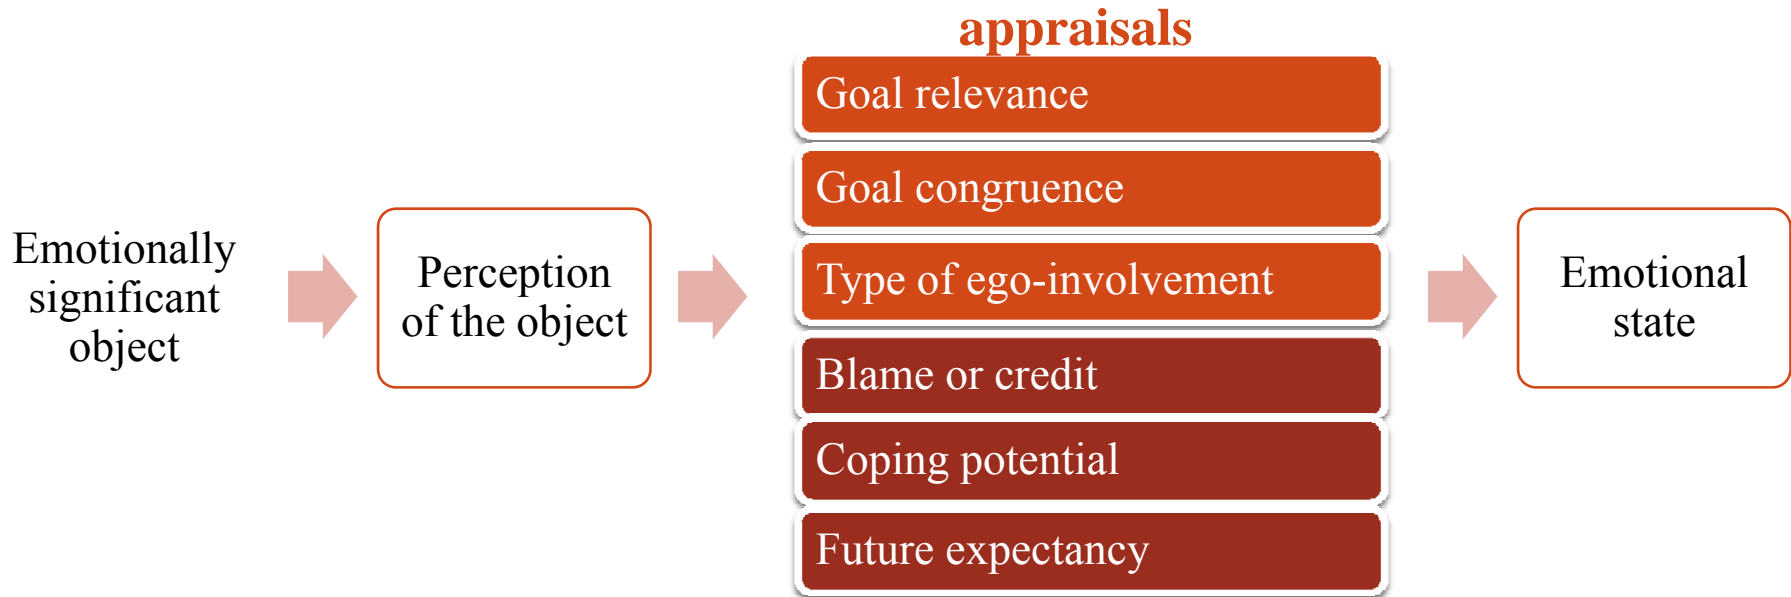 appraisals
Emotionally
significant
object
Perception
of the object
Goal relevance
Goal congruence
Type of ego-involvement
Blame or credit
Coping potential
Future expectancy
Emotional
state